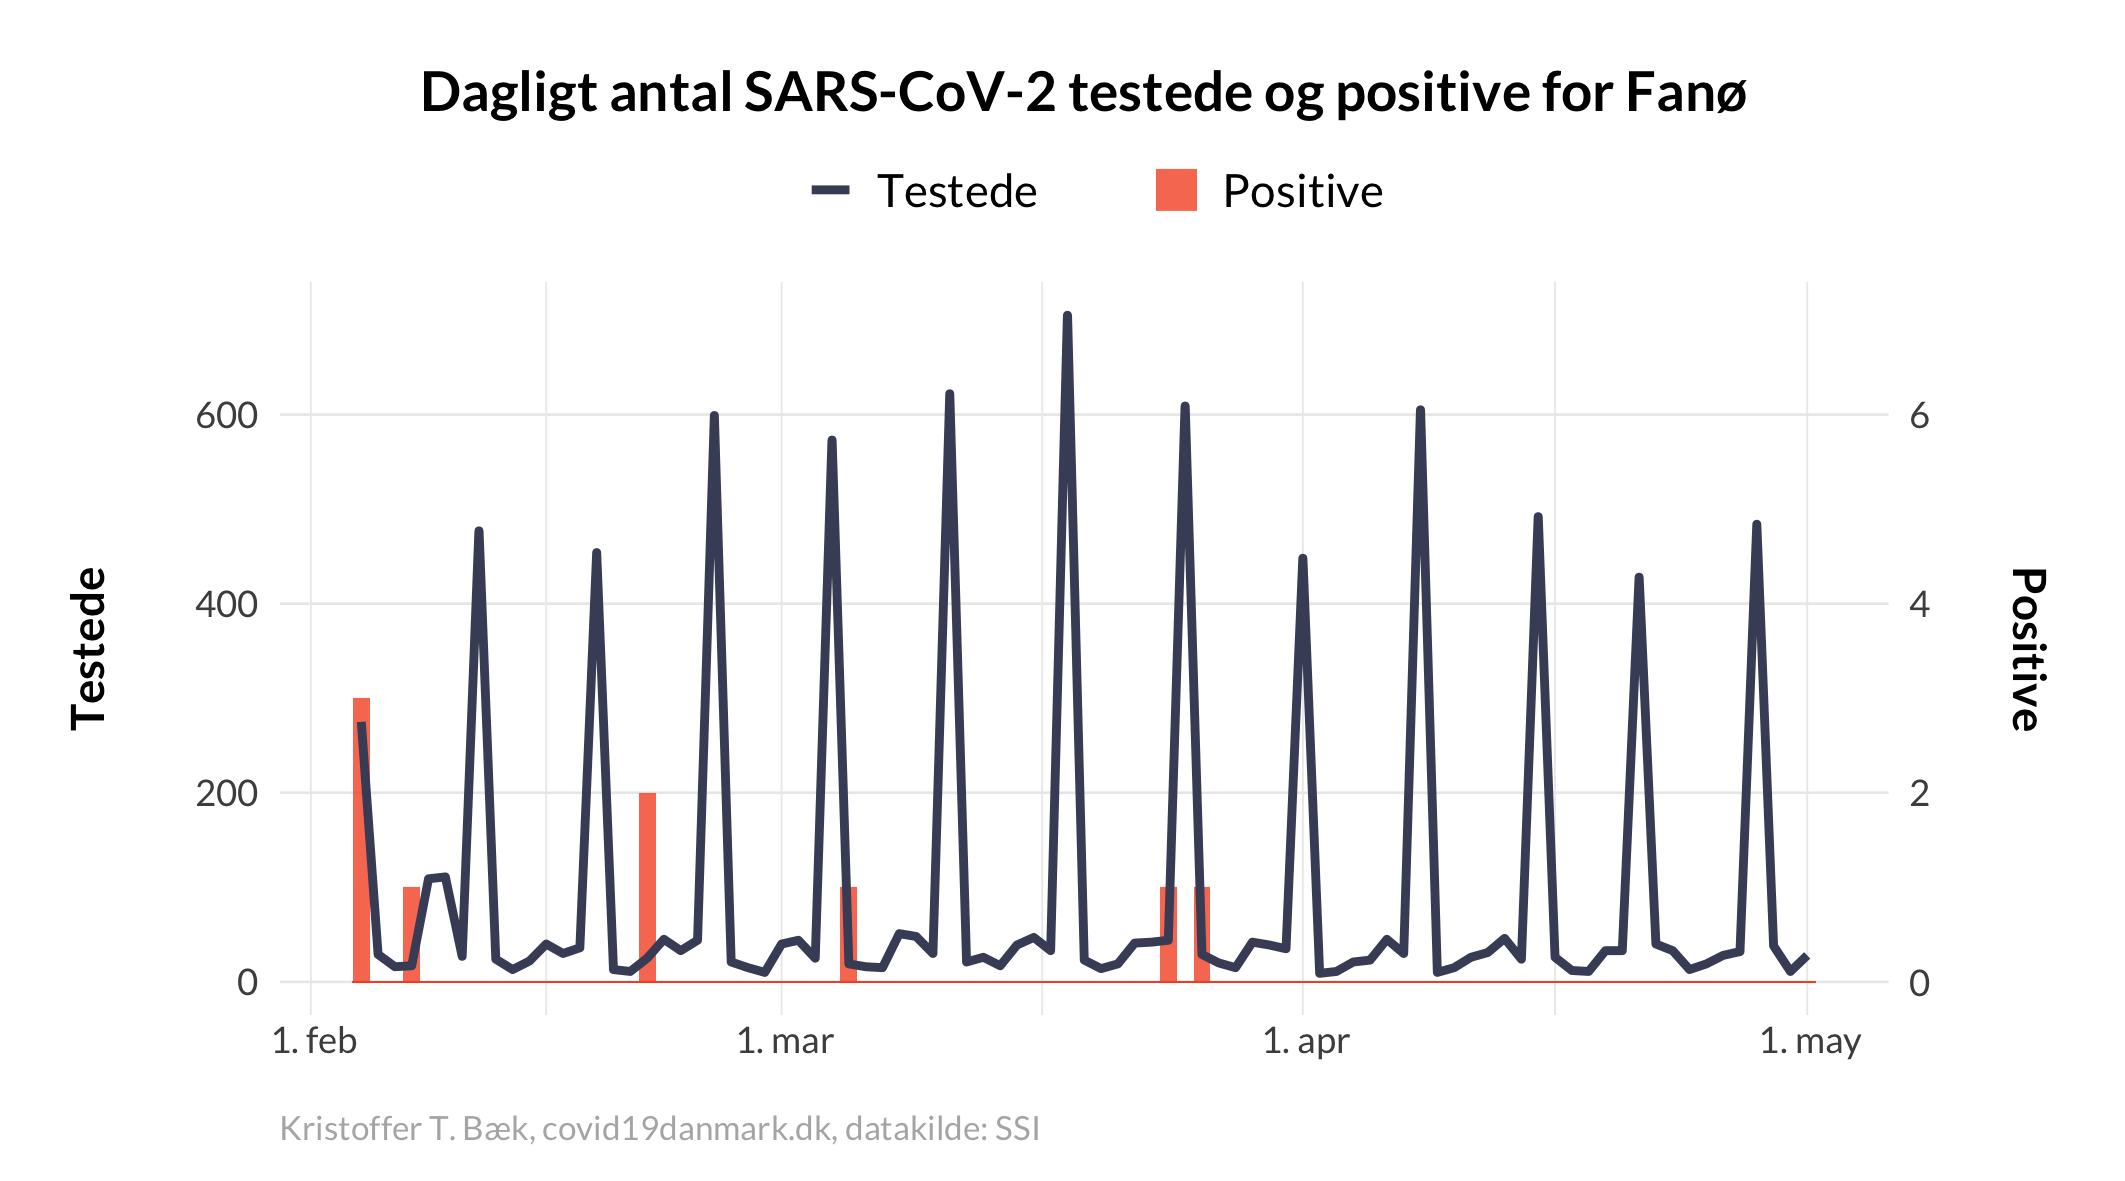 Dagligt antal SARS-CoV-2 testede og positive for Fanø
Testede Positive
600 6
400 4
200 2
0 0
Testede
Positive
1. feb 1. mar 1. apr 1. may
Kristoffer T. Bæk, covid19danmark.dk, datakilde: SSI